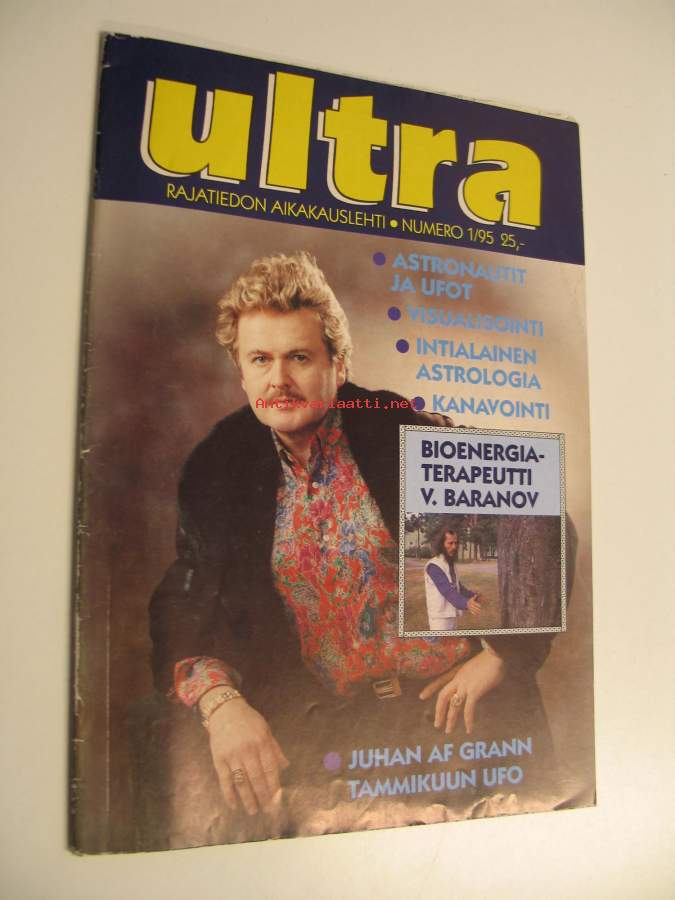 ultra
RAJATIEDON AIKAKAUSLEHTI • NUMERO 1/95 25,-
• ASTRONAUTIT
JA UFOT
• VISUALISOINTI
• INTIALAINEN
ASTROLOGIA
• KANAVOINTI
Antikvariaatti.net
BIOENERGIA-
TERAPEUTTI
V. BARANOV
• JUHAN AF GRANN
TAMMIKUUN UFO